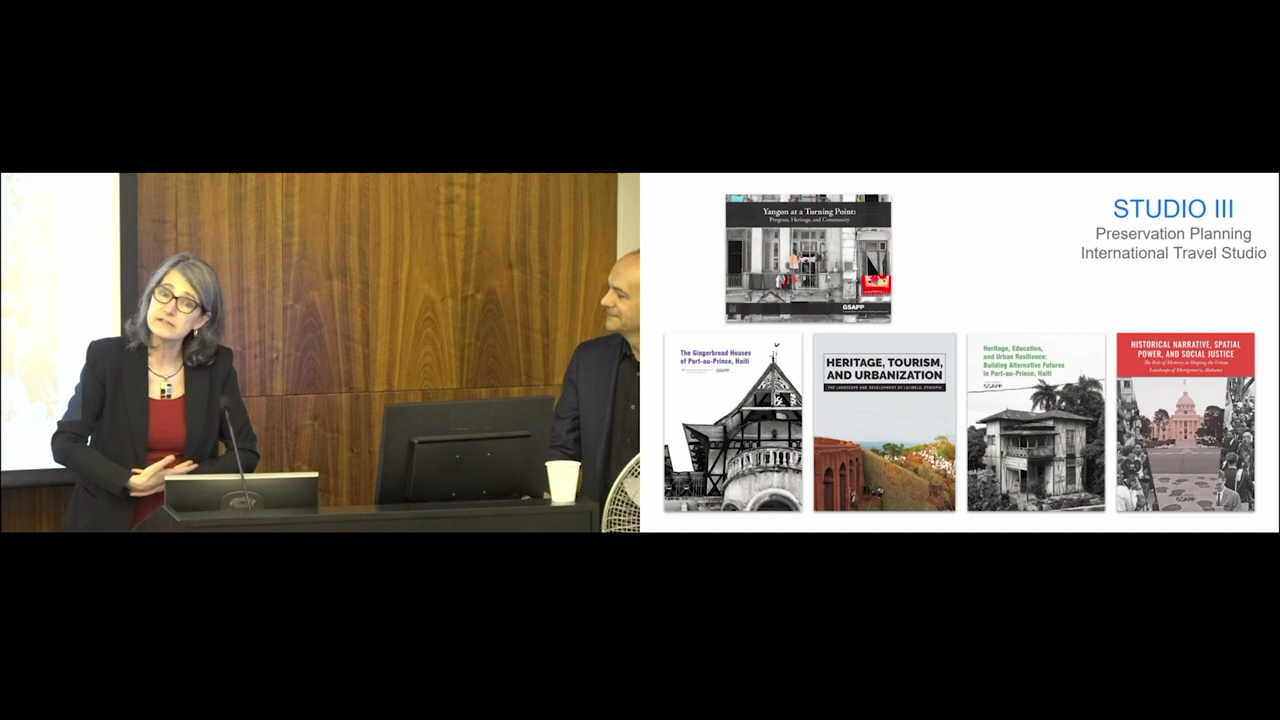 STUDIO III
Preservation Planning
International Travel Studio
Yangon at a Turning Point:
Progress, Heritage, and Community
GSAPP
The Gingerbread Houses
of Port-au-Prince, Haiti
GSAPP
HERITAGE, TOURISM,
AND URBANIZATION
THE LANDSCAPE AND DEVELOPMENT OF LALIBELA, ETHIOPIA
Heritage, Education,
and Urban Resilience:
Building Alternative Futures
in Port-au-Prince, Haiti
GSAPP
HISTORICAL NARRATIVE, SPATIAL
POWER, AND SOCIAL JUSTICE
The Role of Memory in Shaping the Urban
Landscape of Montgomery, Alabama
GSAPP